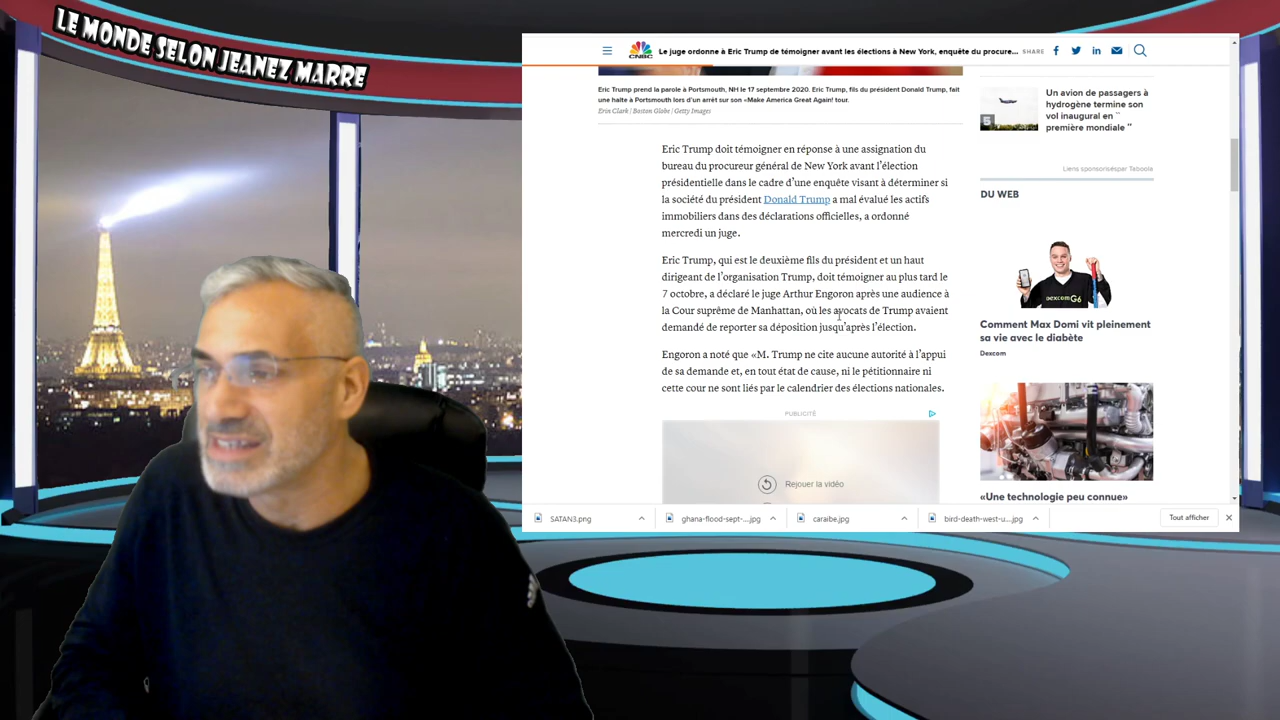 LE MONDE SELON JEANEZ MARRE
CNBC
Le juge ordonne à Eric Trump de témoigner avant les élections à New York, enquête du procure...
SHARE
Eric Trump prend la parole à Portsmouth, NH le 17 septembre 2020. Eric Trump, fils du président Donald Trump, fait
une halte à Portsmouth lors d'un arrêt sur son «Make America Great Again! tour.
Erin Clark | Boston Globe | Getty Images
Eric Trump doit témoigner en réponse à une assignation du
bureau du procureur général de New York avant l'élection
présidentielle dans le cadre d'une enquête visant à déterminer si
la société du président Donald Trump a mal évalué les actifs
immobiliers dans des déclarations officielles, a ordonné
mercredi un juge.
Eric Trump, qui est le deuxième fils du président et un haut
dirigeant de l'organisation Trump, doit témoigner au plus tard le
7 octobre, a déclaré le juge Arthur Engoron après une audience à
la Cour suprême de Manhattan, où les avocats de Trump avaient
demandé de reporter sa déposition jusqu'après l'élection.
Engoron a noté que «M. Trump ne cite aucune autorité à l'appui
de sa demande et, en tout état de cause, ni le pétitionnaire ni
cette cour ne sont liés par le calendrier des élections nationales.
PUBLICITÉ
Rejouer la vidéo
5
Un avion de passagers à
hydrogène termine son
vol inaugural en ¨
première mondiale "
Liens sponsoriséspar Taboola
DU WEB
DEXCOM G6
Comment Max Domi vit pleinement
sa vie avec le diabète
Dexcom
«Une technologie peu connue»
SATAN3.png
ghana-flood-sept-....jpg
caraibe.jpg
bird-death-west-u....jpg
Tout afficher